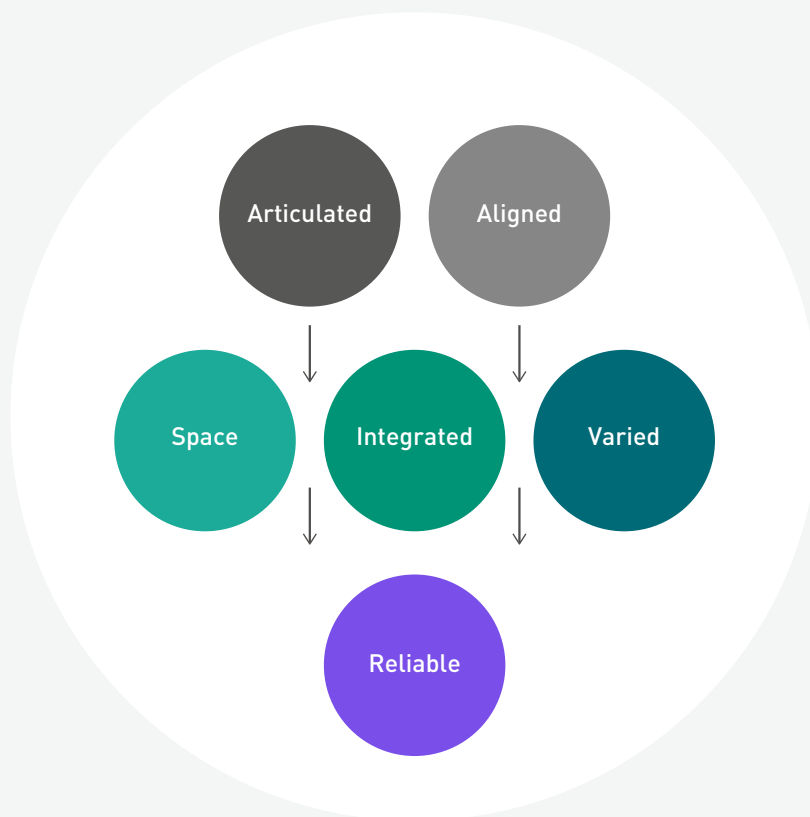 Articulated
Aligned
Space
Integrated
Varied
Reliable